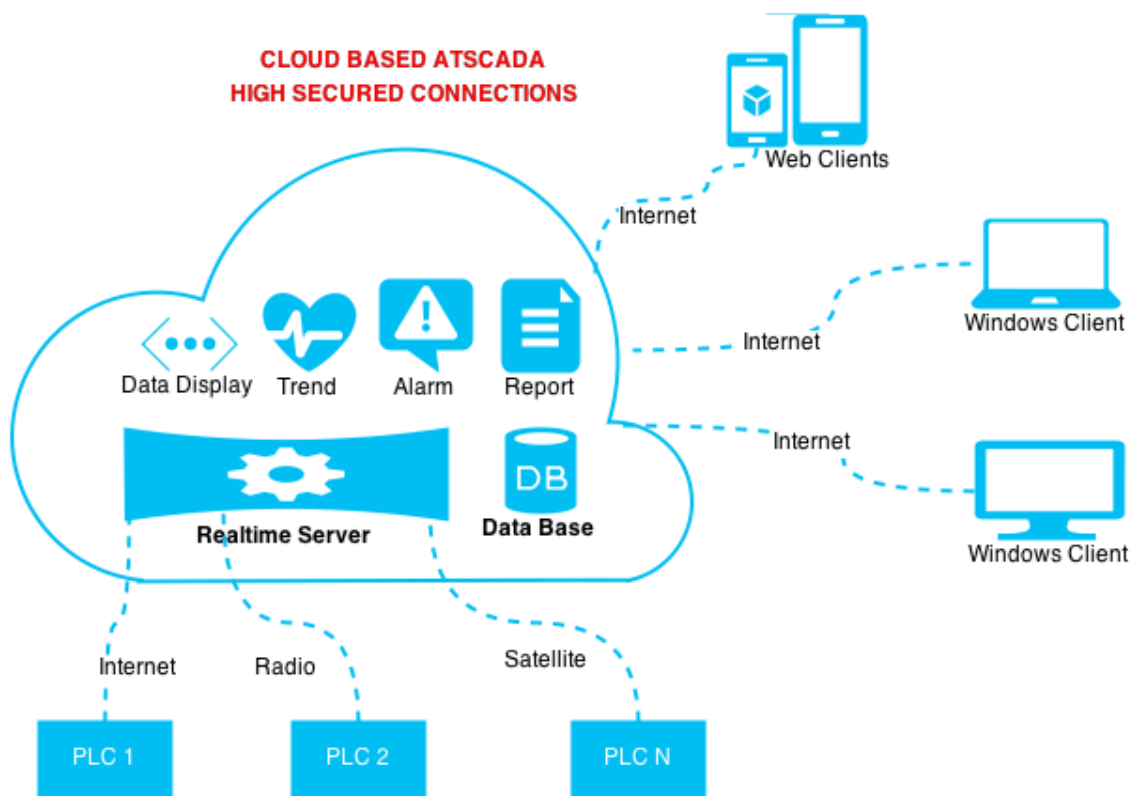 CLOUD BASED ATSCADA
HIGH SECURED CONNECTIONS
Web Clients
Internet
Windows Client
Internet
Data Display
Trend
Alarm
Report
Internet
DB
Realtime Server
Data Base
Windows Client
Internet
Radio
Satellite
PLC 1
PLC 2
PLC N